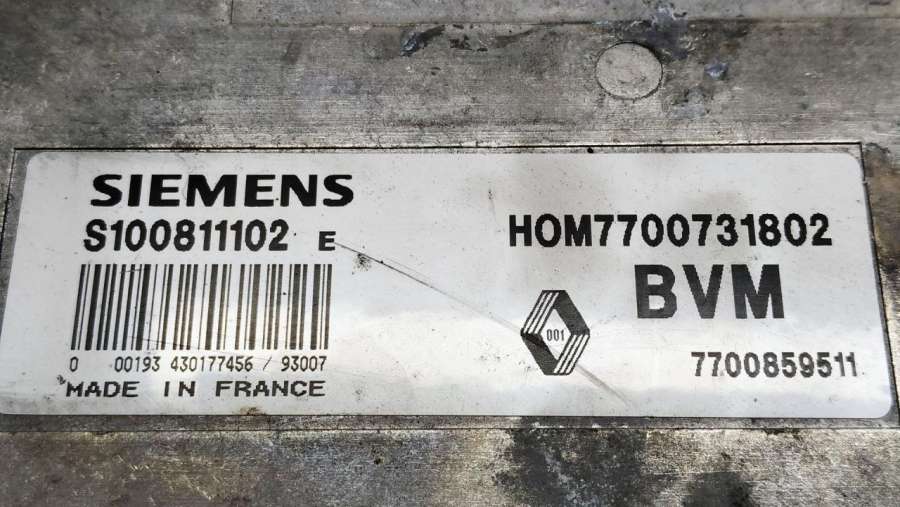 SIEMENS
S100811102 E
0 00193 430177456 / 93007
MADE IN FRANCE
HOM7700731802
BVM
001
7700859511